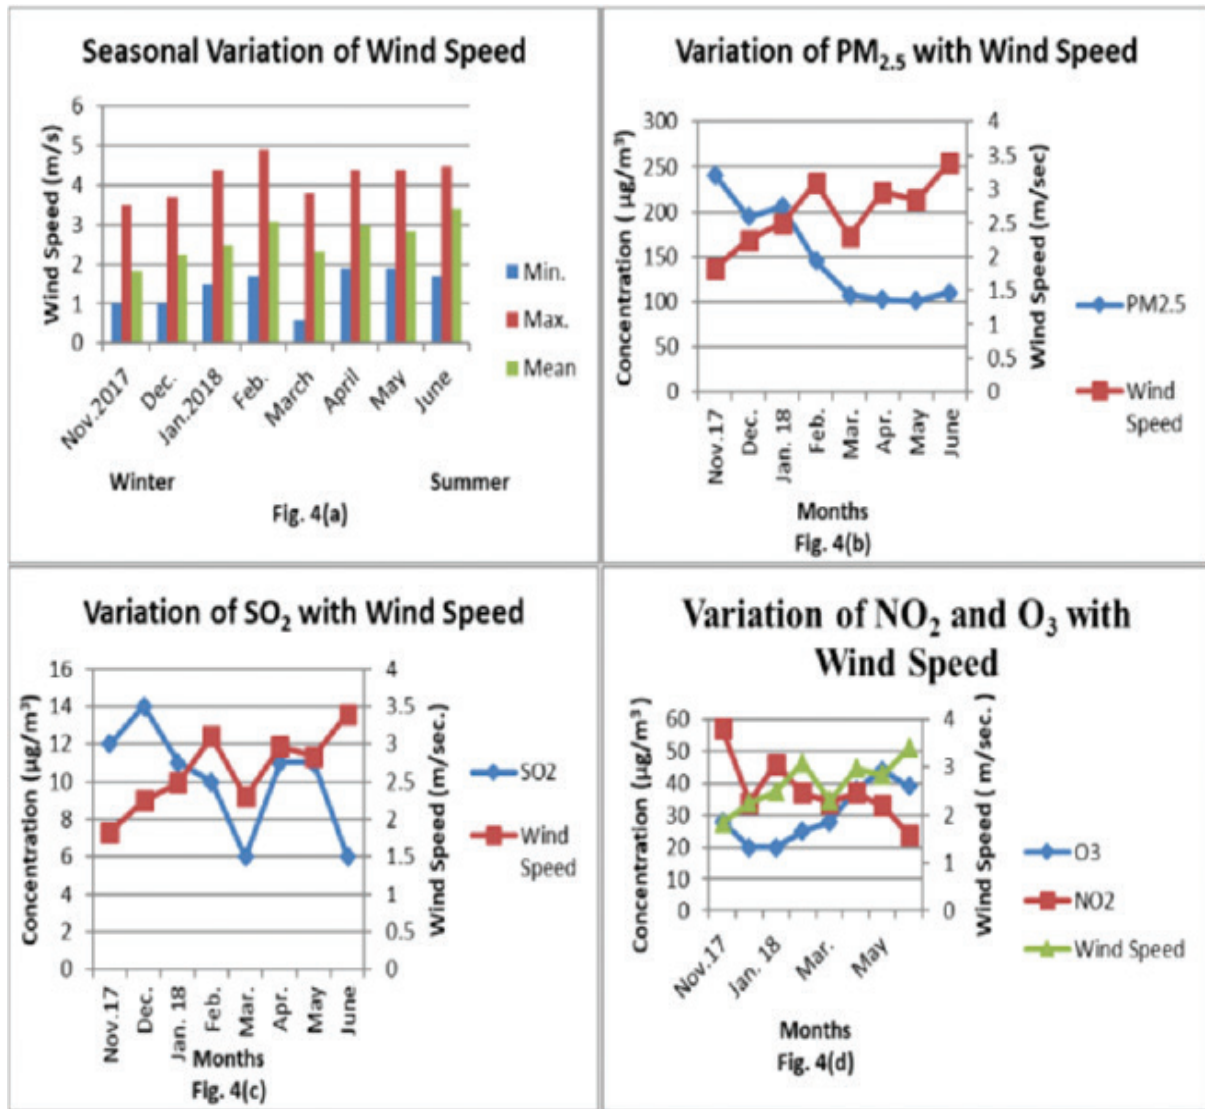 Seasonal Variation of Wind Speed
Wind Speed (m/s)
6
5
4
3
2
1
0
Min.
Max.
Mean
Nov.2017
Dec.
Jan.2018
Feb.
March
April
May
June
Winter
Summer
Fig. 4(a)
Variation of PM2.5 with Wind Speed
Concentration ( µg/m³)
300
250
200
150
100
50
0
4
3.5
3
2.5
2
1.5
1
0.5
0
Wind Speed (m/sec)
PM2.5
Wind
Speed
Nov.17
Dec.
Jan. 18
Feb.
Mar.
Apr.
May
June
Months
Fig. 4(b)
Variation of SO2 with Wind Speed
Concentration (µg/m³)
16
14
12
10
8
6
4
2
0
4
3.5
3
2.5
2
1.5
1
0.5
0
Wind Speed (m/sec.)
SO2
Wind
Speed
Nov.17
Dec.
Jan. 18
Feb.
Mar.
Apr.
May
June
Months
Fig. 4(c)
Variation of NO2 and O3 with
Wind Speed
Concentration (µg/m³ )
60
50
40
30
20
10
0
4
3
2
1
0
Wind Speed ( m/sec. )
O3
NO2
Wind Speed
Nov.17
Jan. 18
Mar.
May
Months
Fig. 4(d)